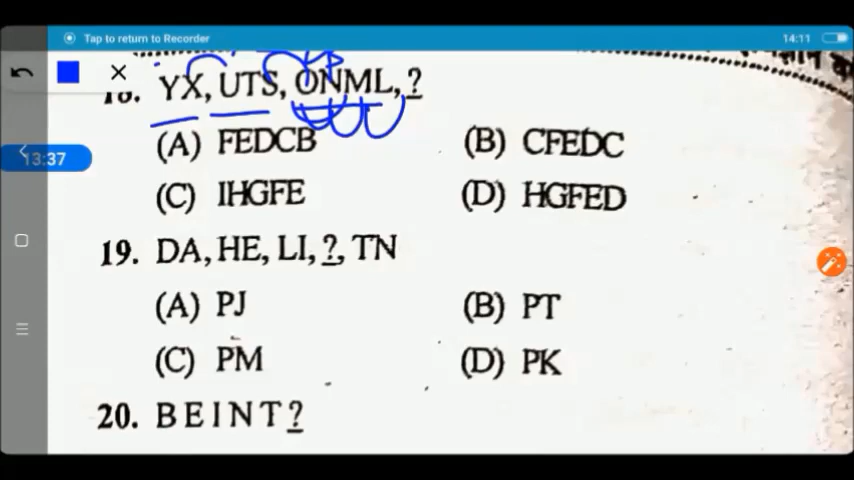 Tap to return to Recorder
14:11
18. YX, UTS, ONML, ?
(A) FEDCB
(B) CFEDC
13:37
(C) IHGFE
(D) HGFED
19. DA, HE, LI, ?, TN
(A) PJ
(B) PT
(C) PM
(D) PK
20. B E I N T ?